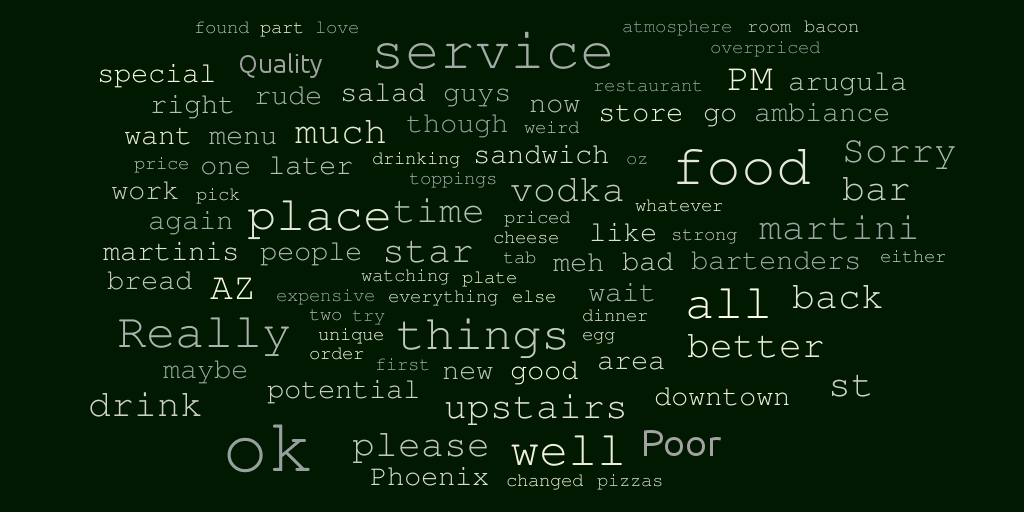 found part love atmosphere room bacon
service overpriced
special Quality restaurant PM arugula
right rude salad guys now store go ambiance
want menu much though weird
price one later drinking sandwich oz food Sorry
work pick toppings vodka whatever bar
again place time priced cheese like strong martini
martinis people star tab meh bad bartenders either
bread AZ watching plate wait all back
expensive everything else
Really two try unique things dinner egg better
order first area
maybe potential new good downtown st
drink upstairs
ok please well Poor
Phoenix changed pizzas